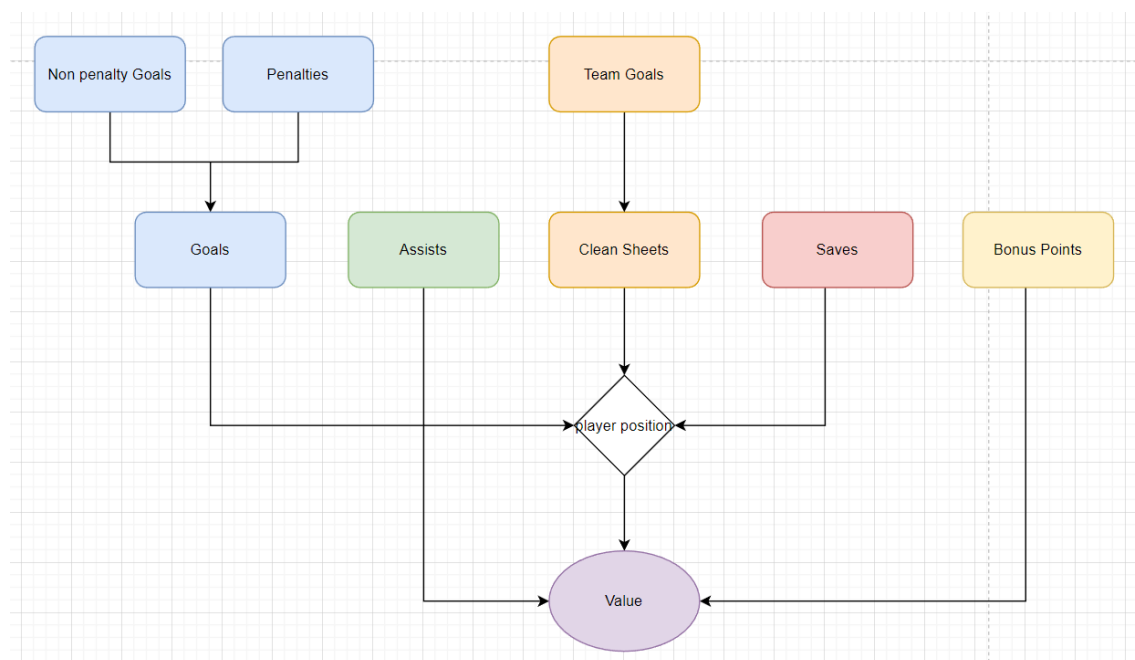 Non penalty Goals
Penalties
Team Goals
Goals
Assists
Clean Sheets
Saves
Bonus Points
player position
Value